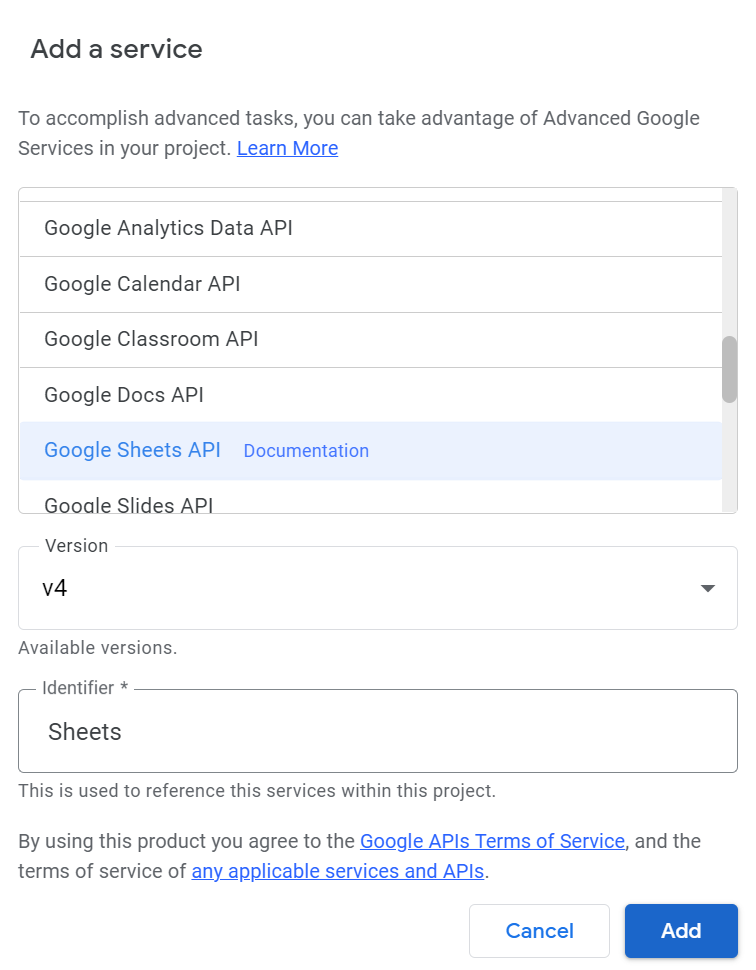 Add a service
To accomplish advanced tasks, you can take advantage of Advanced Google
Services in your project. Learn More
Google Analytics Data API
Google Calendar API
Google Classroom API
Google Docs API
Google Sheets API Documentation
Google Slides API
Version
v4
Available versions.
Identifier *
Sheets
This is used to reference this services within this project.
By using this product you agree to the Google APIs Terms of Service, and the
terms of service of any applicable services and APIs.
Cancel Add